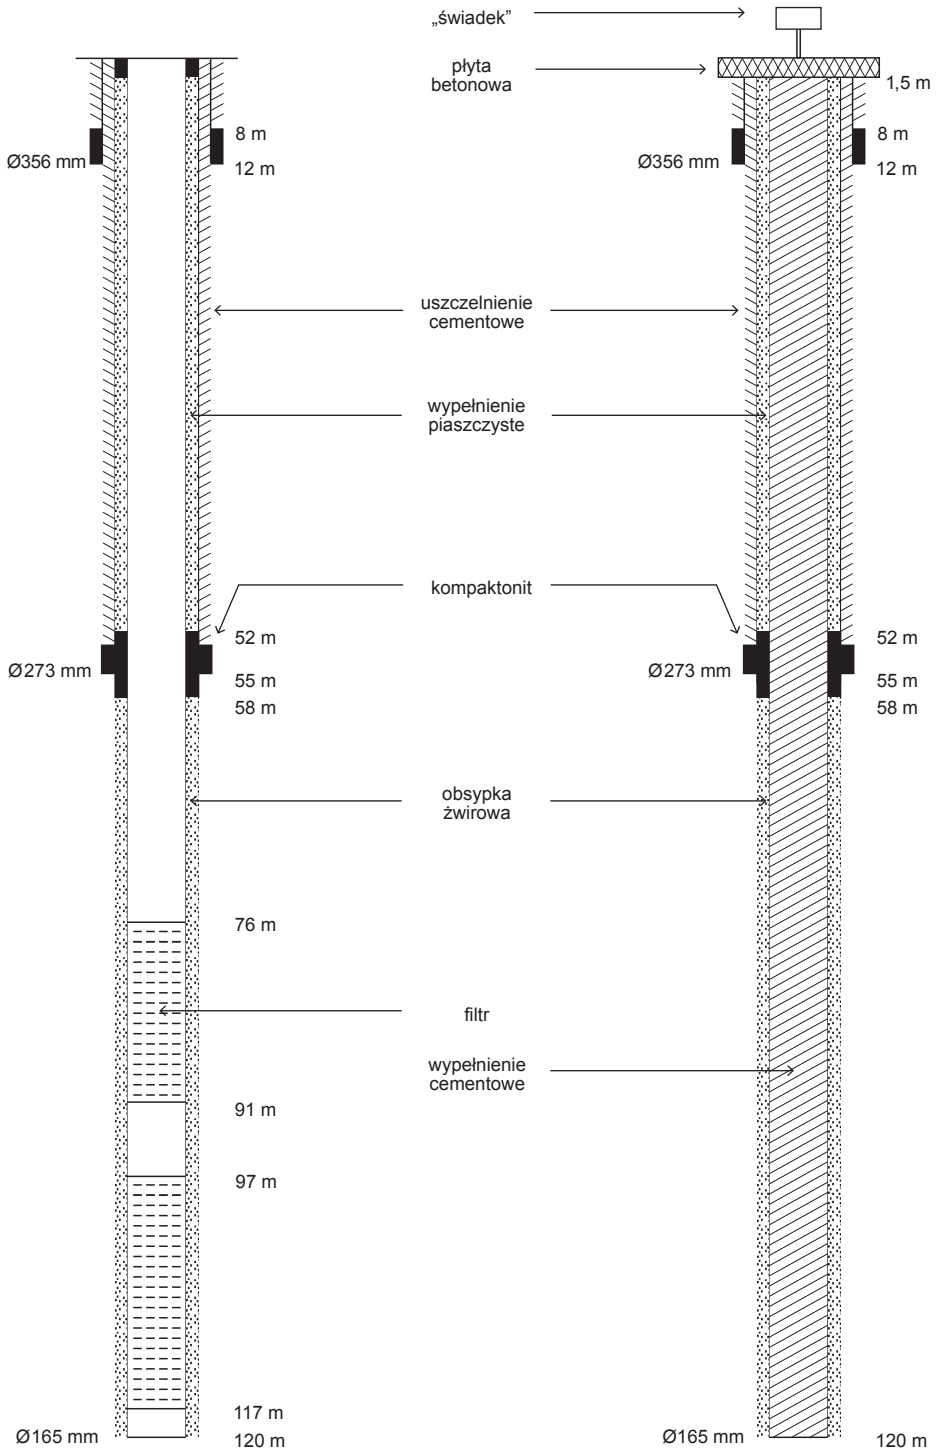 „świadek”
płyta
betonowa
1,5 m
8 m
8 m
Ø356 mm
12 m
Ø356 mm
12 m
uszczelnienie
cementowe
wypełnienie
piaszczyste
kompaktonit
52 m
52 m
Ø273 mm
55 m
Ø273 mm
55 m
58 m
58 m
obsypka
żwirowa
76 m
filtr
wypełnienie
cementowe
91 m
97 m
117 m
Ø165 mm
120 m
Ø165 mm
120 m